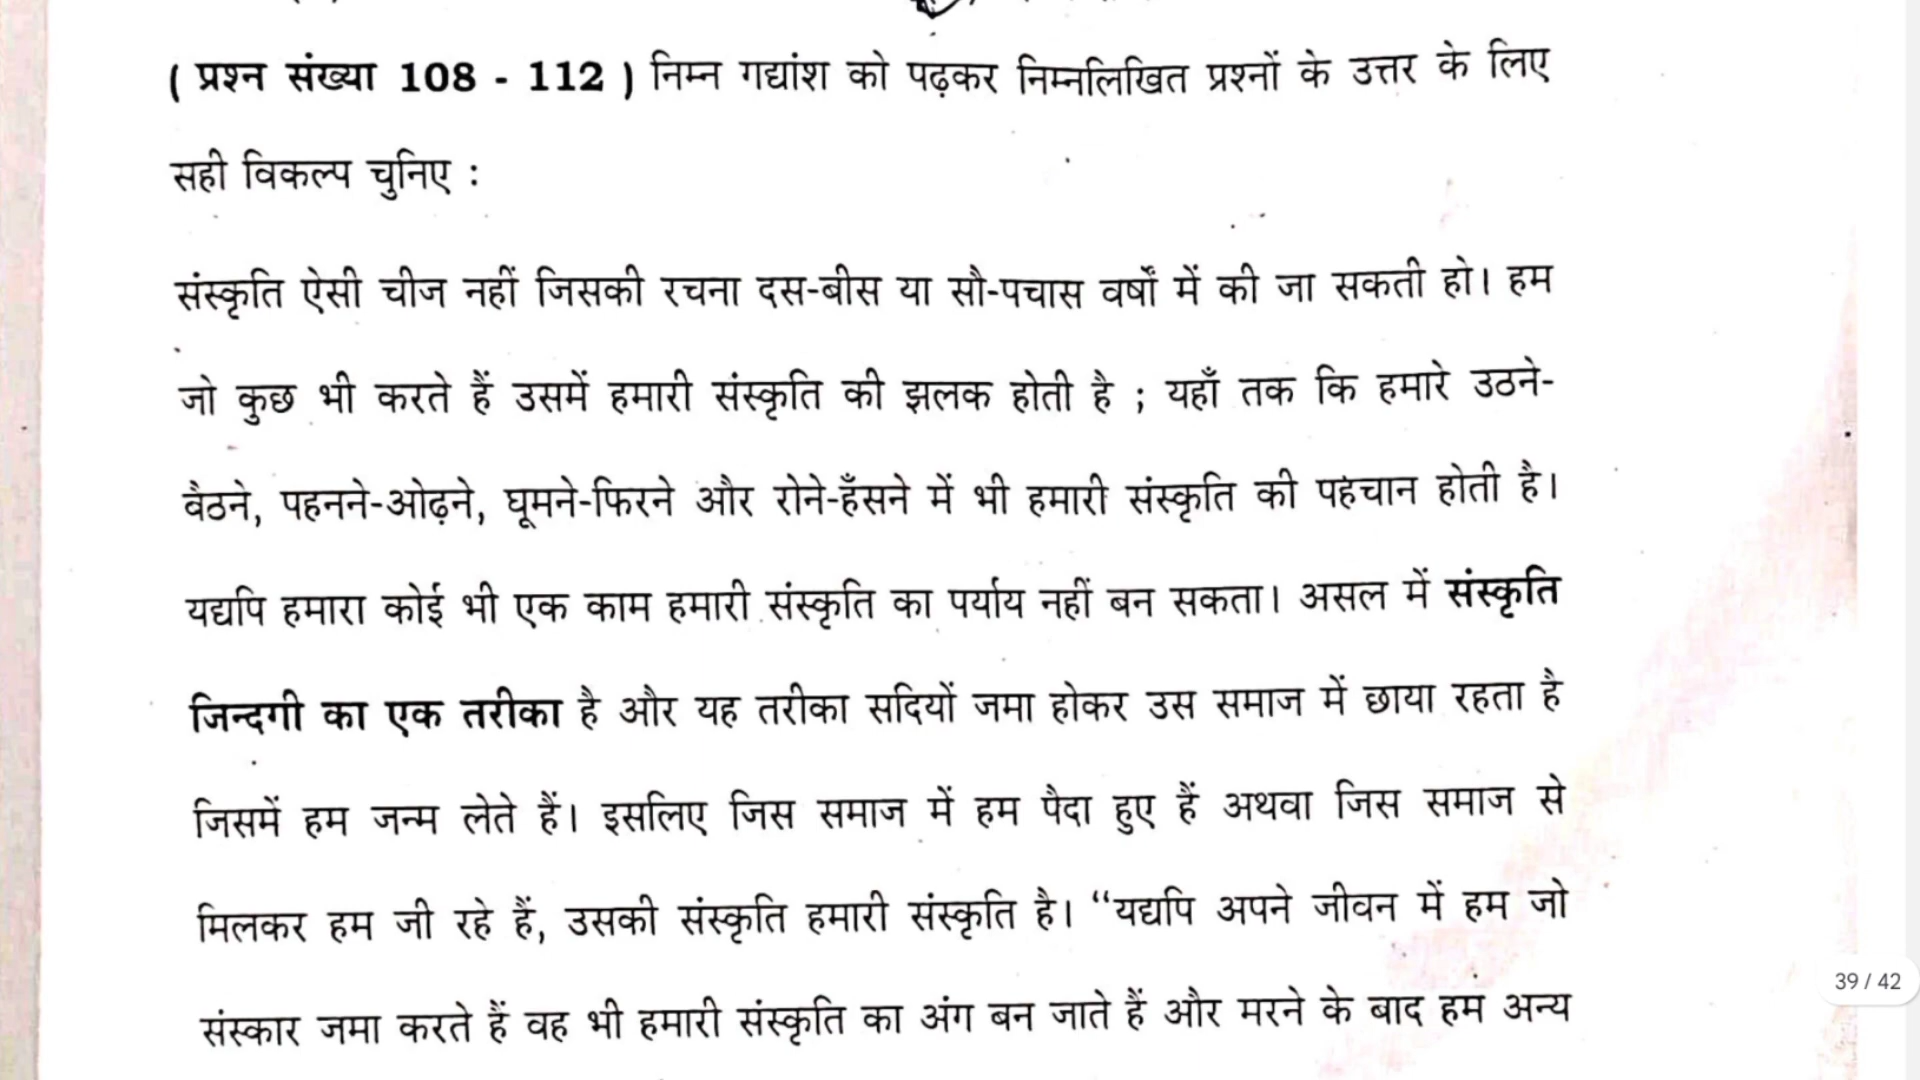 ( प्रश्न संख्या 108 - 112 ) निम्न गद्यांश को पढ़कर निम्नलिखित प्रश्नों के उत्तर के लिए
सही विकल्प चुनिए :
संस्कृति ऐसी चीज नहीं जिसकी रचना दस-बीस या सौ-पचास वर्षों में की जा सकती हो। हम
जो कुछ भी करते हैं उसमें हमारी संस्कृति की झलक होती है ; यहाँ तक कि हमारे उठने-
बैठने, पहनने-ओढ़ने, घूमने-फिरने और रोने-हँसने में भी हमारी संस्कृति की पहचान होती है।
यद्यपि हमारा कोई भी एक काम हमारी संस्कृति का पर्याय नहीं बन सकता। असल में संस्कृति
जिन्दगी का एक तरीका है और यह तरीका सदियों जमा होकर उस समाज में छाया रहता है
जिसमें हम जन्म लेते हैं। इसलिए जिस समाज में हम पैदा हुए हैं अथवा जिस समाज से
मिलकर हम जी रहे हैं, उसकी संस्कृति हमारी संस्कृति है। “यद्यपि अपने जीवन में हम जो
39 / 42
संस्कार जमा करते हैं वह भी हमारी संस्कृति का अंग बन जाते हैं और मरने के बाद हम अन्य